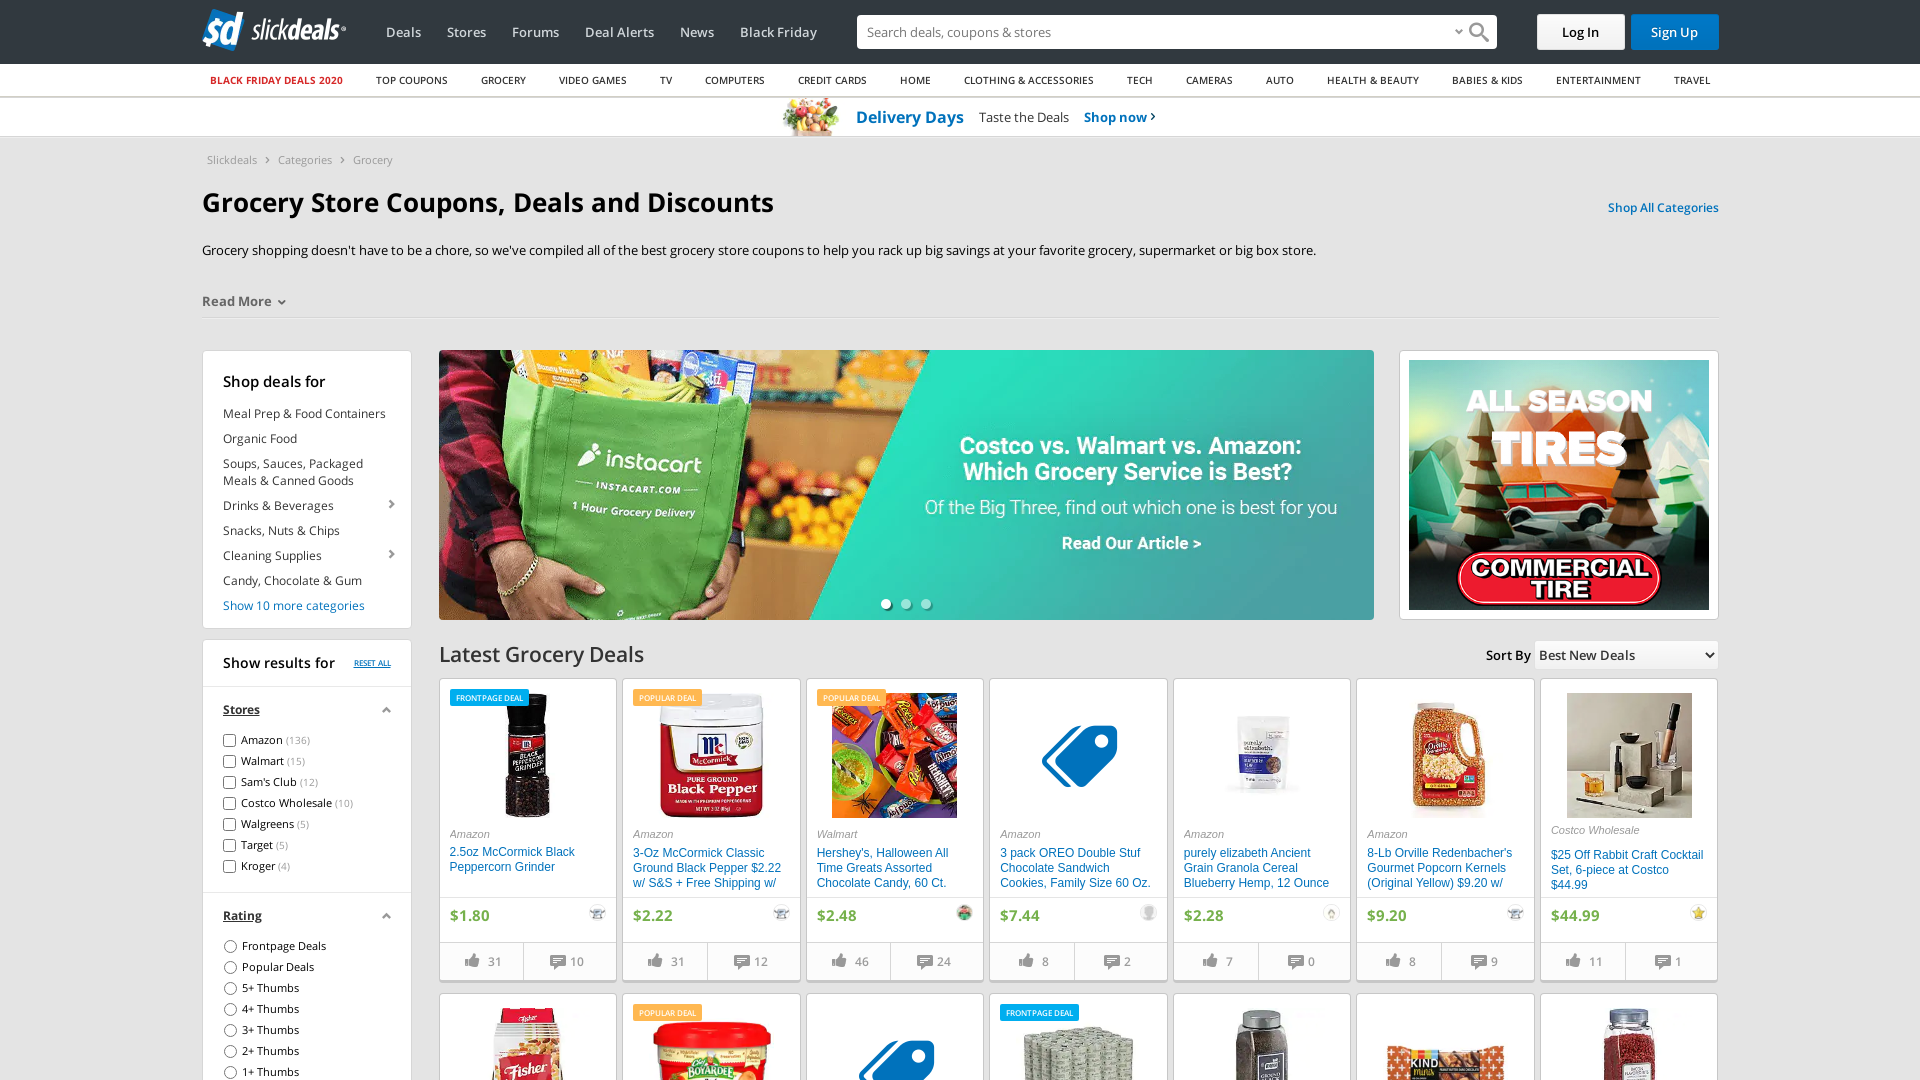 sd slickdeals
Deals
Stores
Forums
Deal Alerts
News
Black Friday
Search deals, coupons & stores
Log In
Sign Up
BLACK FRIDAY DEALS 2020
TOP COUPONS
GROCERY
VIDEO GAMES
TV
COMPUTERS
CREDIT CARDS
HOME
CLOTHING & ACCESSORIES
TECH
CAMERAS
AUTO
HEALTH & BEAUTY
BABIES & KIDS
ENTERTAINMENT
TRAVEL
Delivery Days Taste the Deals Shop now
Slickdeals > Categories > Grocery
Grocery Store Coupons, Deals and Discounts
Shop All Categories
Grocery shopping doesn't have to be a chore, so we've compiled all of the best grocery store coupons to help you rack up big savings at your favorite grocery, supermarket or big box store.
Read More
Shop deals for
Meal Prep & Food Containers
Organic Food
Soups, Sauces, Packaged
Meals & Canned Goods
Drinks & Beverages
Snacks, Nuts & Chips
Cleaning Supplies
Candy, Chocolate & Gum
Show 10 more categories
Show results for
RESET ALL
Stores
Amazon (136)
Walmart (15)
Sam's Club (12)
Costco Wholesale (10)
Walgreens (5)
Target (5)
Kroger (4)
Rating
Frontpage Deals
Popular Deals
5+ Thumbs
4+ Thumbs
3+ Thumbs
2+ Thumbs
1+ Thumbs
instacart
INSTACART.COM
1 Hour Grocery Delivery
Costco vs. Walmart vs. Amazon:
Which Grocery Service is Best?
Of the Big Three, find out which one is best for you
Read Our Article >
ALL SEASON
TIRES
COMMERCIAL
TIRE
Latest Grocery Deals
Sort By Best New Deals
FRONTPAGE DEAL
BLACK
PEPPERCORN
GRINDER
Amazon
2.5oz McCormick Black
Peppercorn Grinder
$1.80
31
10
POPULAR DEAL
McCormick
PURE GROUND
Black Pepper
Amazon
3-Oz McCormick Classic
Ground Black Pepper $2.22
w/ S&S + Free Shipping w/
$2.22
31
12
POPULAR DEAL
Walmart
Hershey's, Halloween All
Time Greats Assorted
Chocolate Candy, 60 Ct.
$2.48
46
24
Amazon
3 pack OREO Double Stuf
Chocolate Sandwich
Cookies, Family Size 60 Oz.
$7.44
8
2
purely
elizabeth.
Amazon
purely elizabeth Ancient
Grain Granola Cereal
Blueberry Hemp, 12 Ounce
$2.28
7
0
Amazon
8-Lb Orville Redenbacher's
Gourmet Popcorn Kernels
(Original Yellow) $9.20 w/
$9.20
8
9
Costco Wholesale
$25 Off Rabbit Craft Cocktail
Set, 6-piece at Costco
$44.99
$44.99
11
1
Fisher
Fisher
POPULAR DEAL
BOYARDEE
FRONTPAGE DEAL
KIND
minis